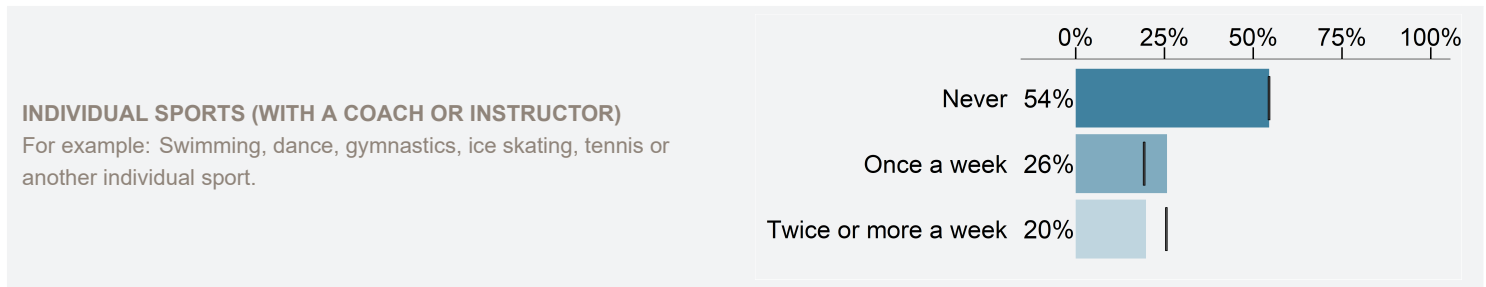 INDIVIDUAL SPORTS (WITH A COACH OR INSTRUCTOR)
For example: Swimming, dance, gymnastics, ice skating, tennis or
another individual sport.
0% 25% 50% 75% 100%
Never 54%
Once a week 26%
Twice or more a week 20%